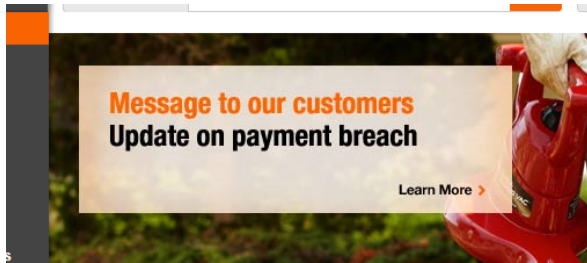 Message to our customers
Update on payment breach
Learn More >